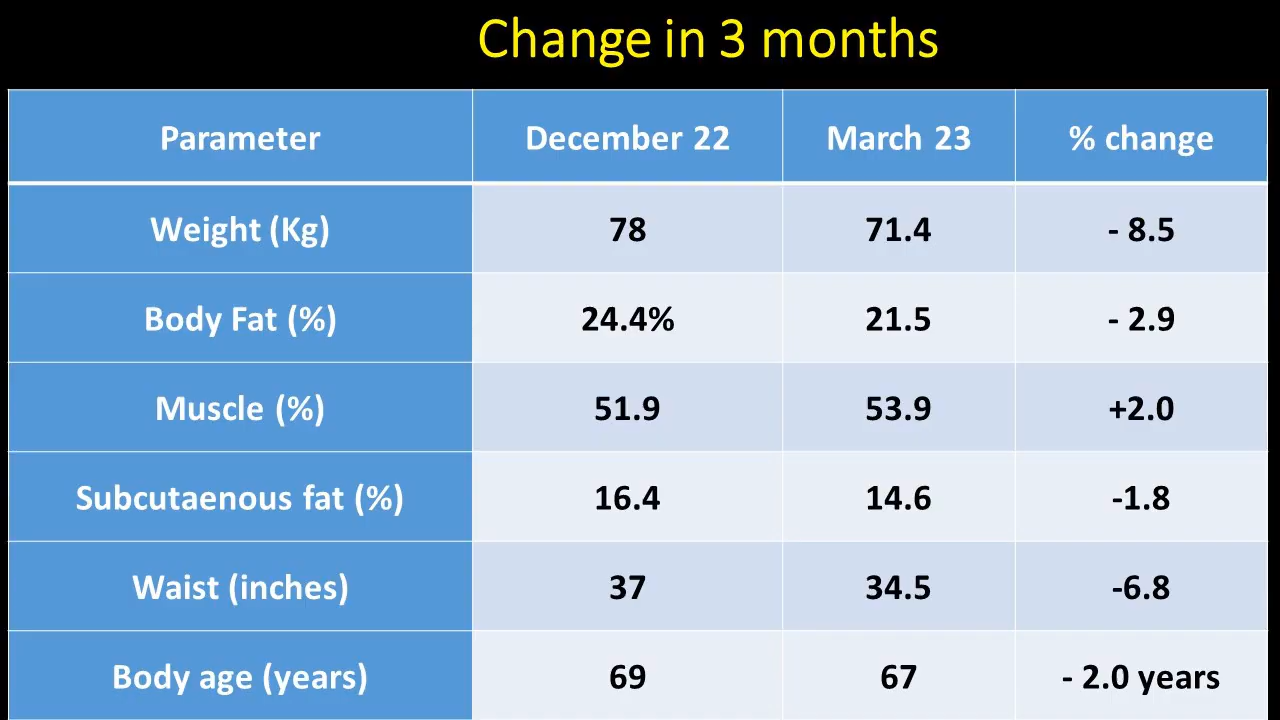 Change in 3 months
Parameter December 22 March 23 % change
Weight (Kg) 78 71.4 - 8.5
Body Fat (%) 24.4% 21.5 - 2.9
Muscle (%) 51.9 53.9 +2.0
Subcutaenous fat (%) 16.4 14.6 -1.8
Waist (inches) 37 34.5 -6.8
Body age (years) 69 67 - 2.0 years